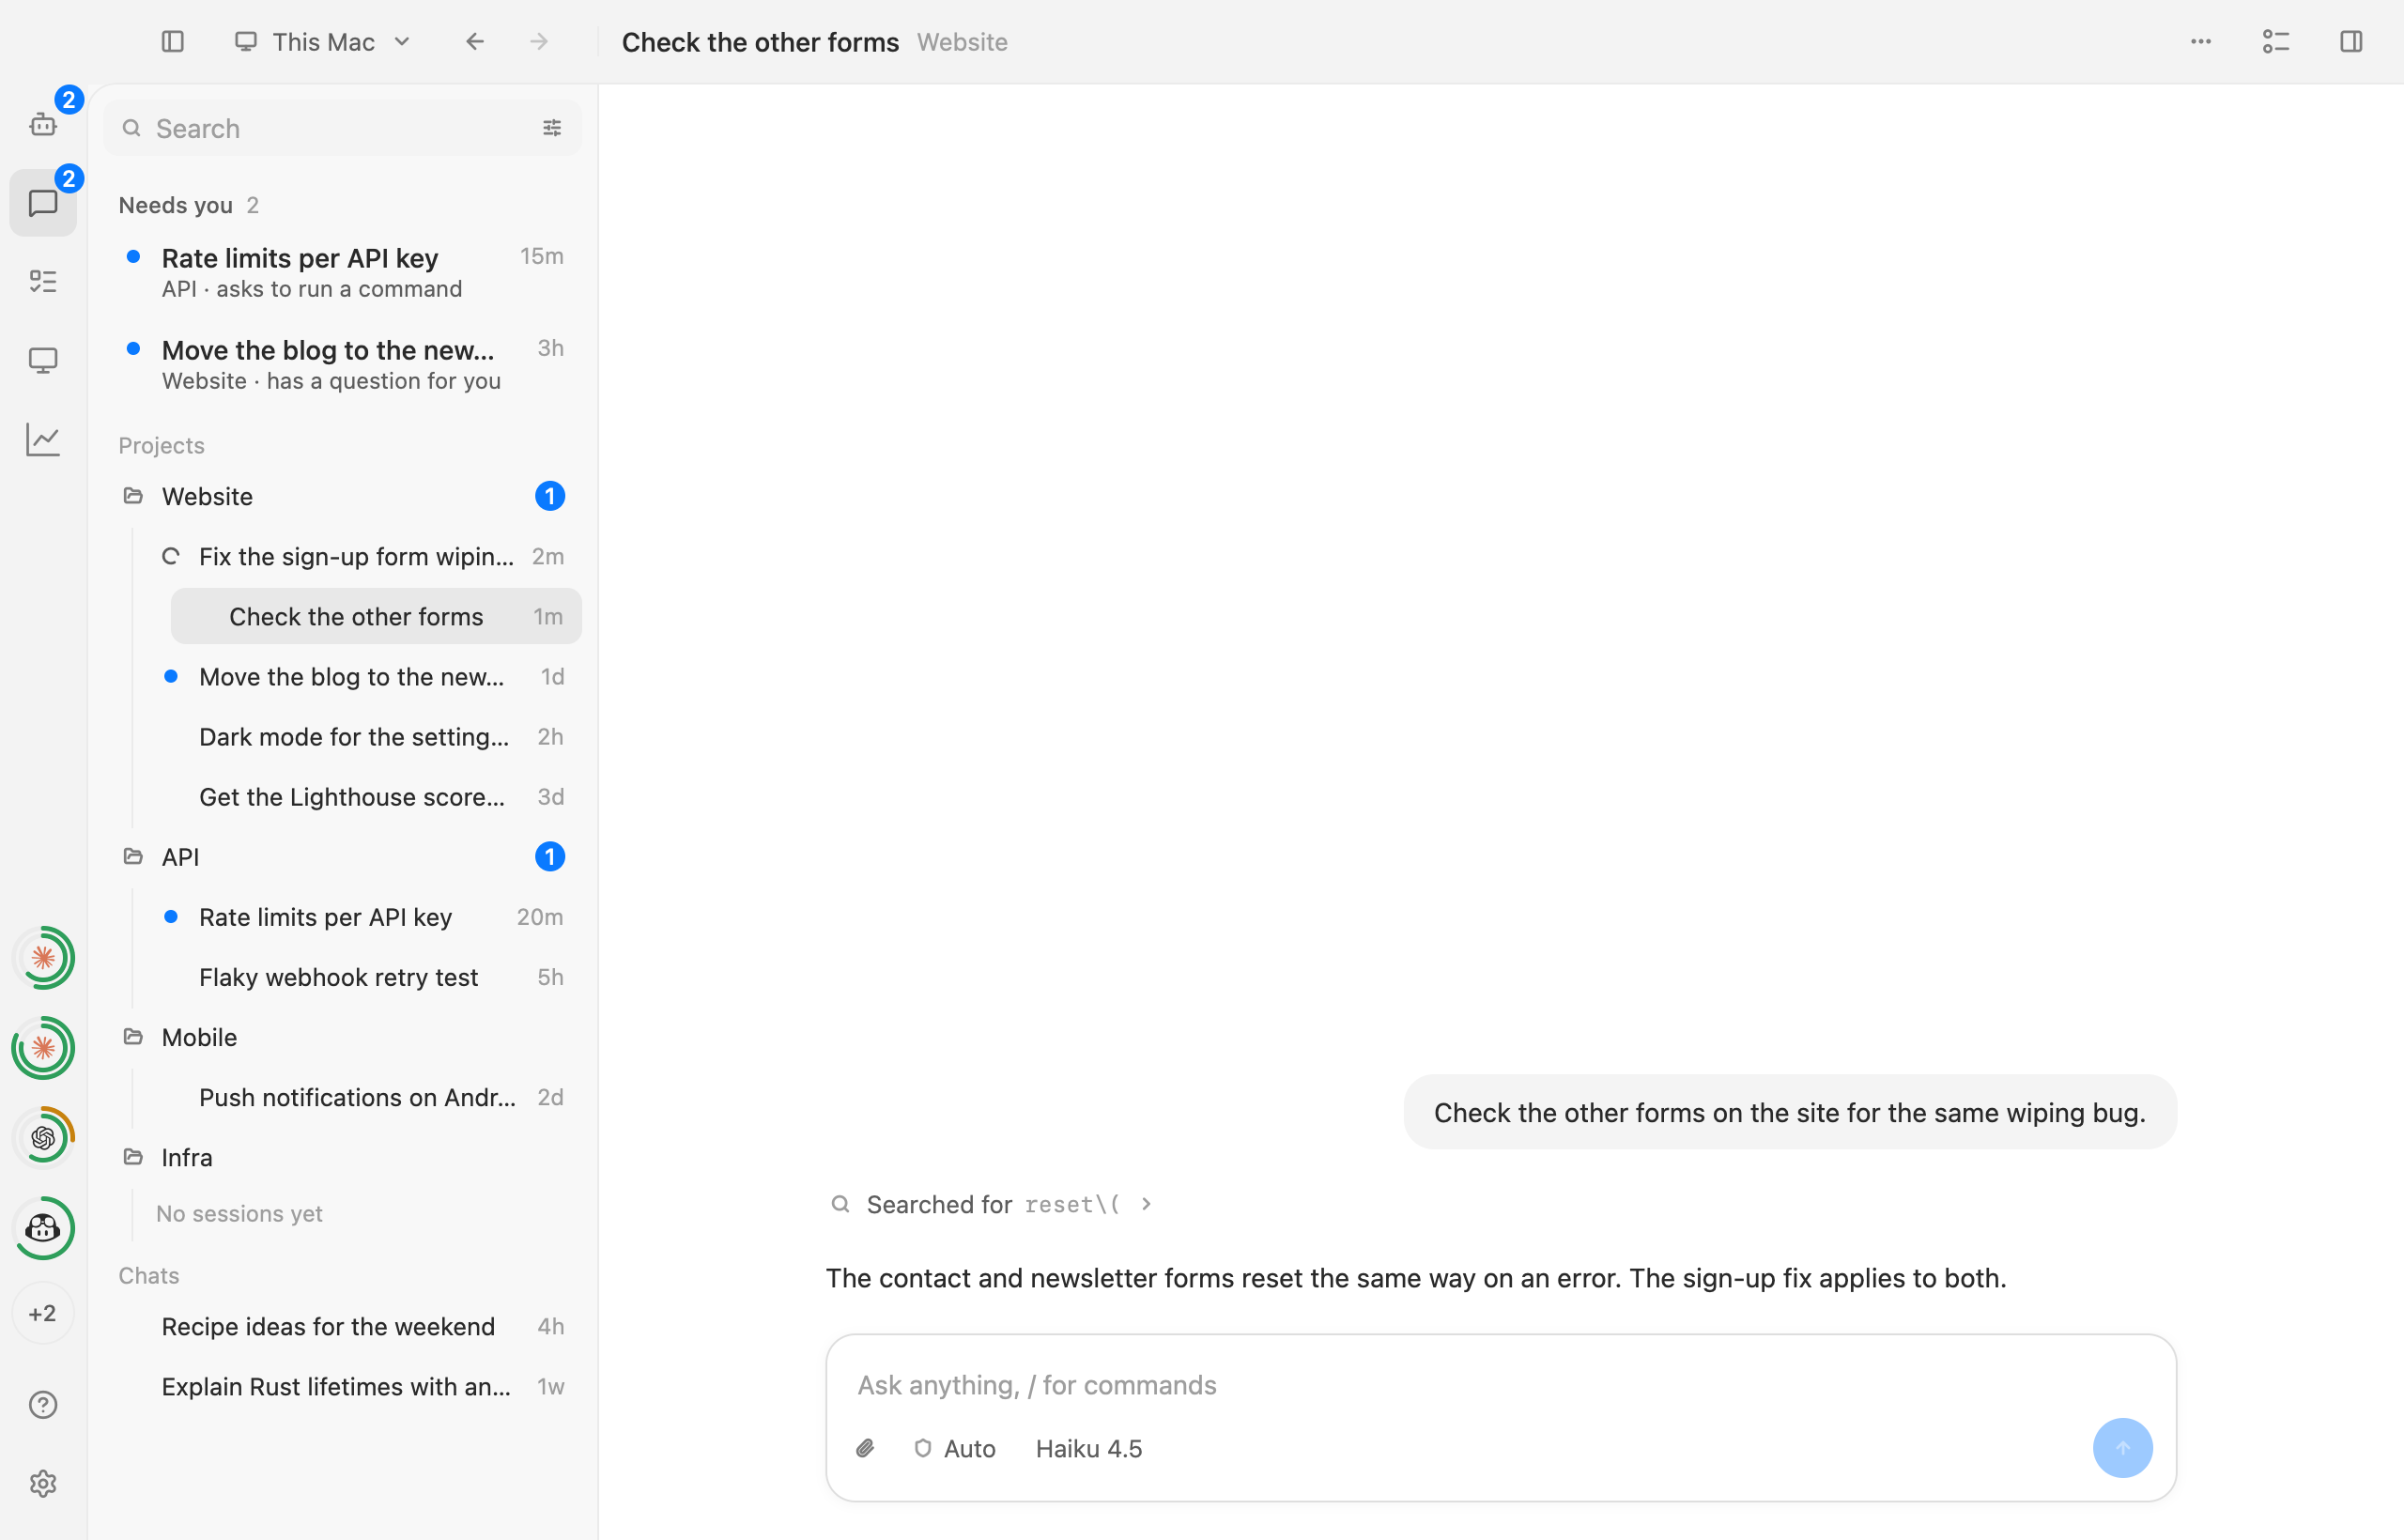 This Mac
Check the other forms Website
2
2
Search
Needs you 2
Rate limits per API key 15m
API · asks to run a command
Move the blog to the new... 3h
Website · has a question for you
Projects
Website 1
Fix the sign-up form wipin... 2m
Check the other forms 1m
Move the blog to the new... 1d
Dark mode for the setting... 2h
Get the Lighthouse score... 3d
API 1
Rate limits per API key 20m
Flaky webhook retry test 5h
Mobile
Push notifications on Andr... 2d
Infra
No sessions yet
Chats
Recipe ideas for the weekend 4h
Explain Rust lifetimes with an... 1w
+2
Check the other forms on the site for the same wiping bug.
Searched for reset\(
The contact and newsletter forms reset the same way on an error. The sign-up fix applies to both.
Ask anything, / for commands
Auto Haiku 4.5